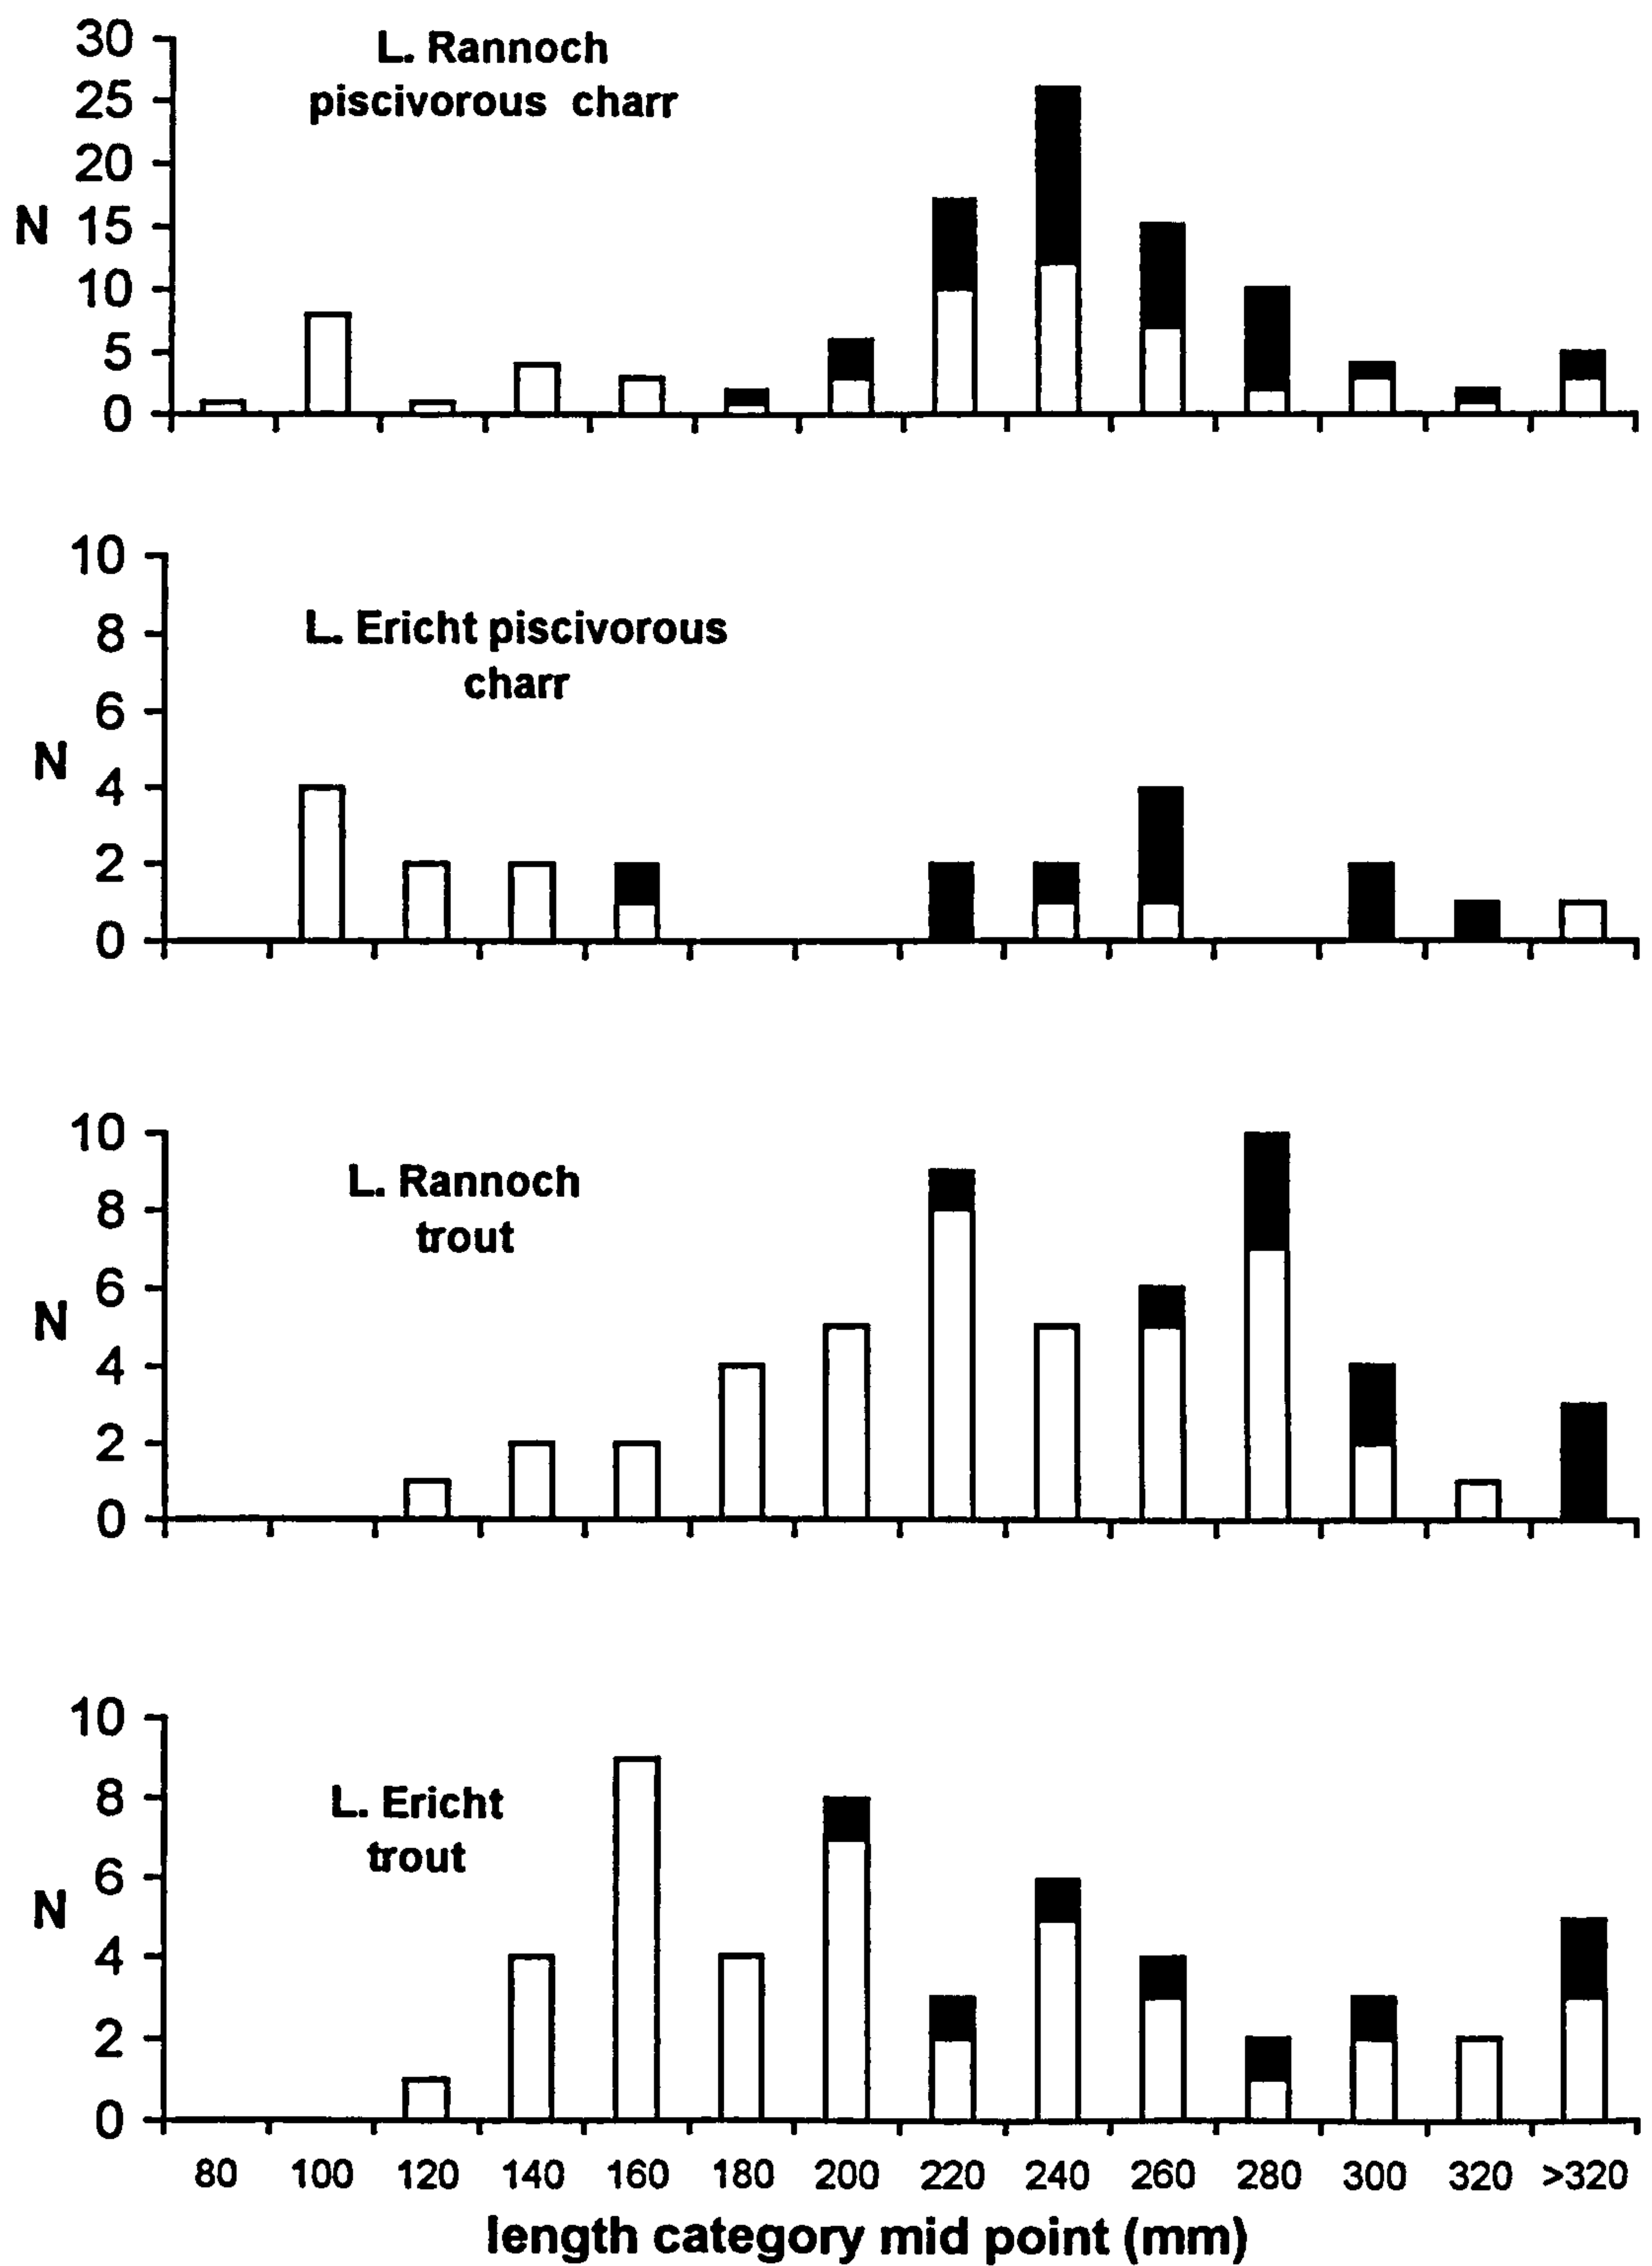 L. Rannoch
piscivorous charr
30
25
20
N 15
10
5
0
10
L. Ericht piscivorous
charr
8
6
N
4
2
0
10
L. Rannoch
trout
8
6
N
4
2
0
10
L. Ericht
trout
8
6
N
4
2
0
80 100 120 140 160 180 200 220 240 260 280 300 320 >320
length category mid point (mm)